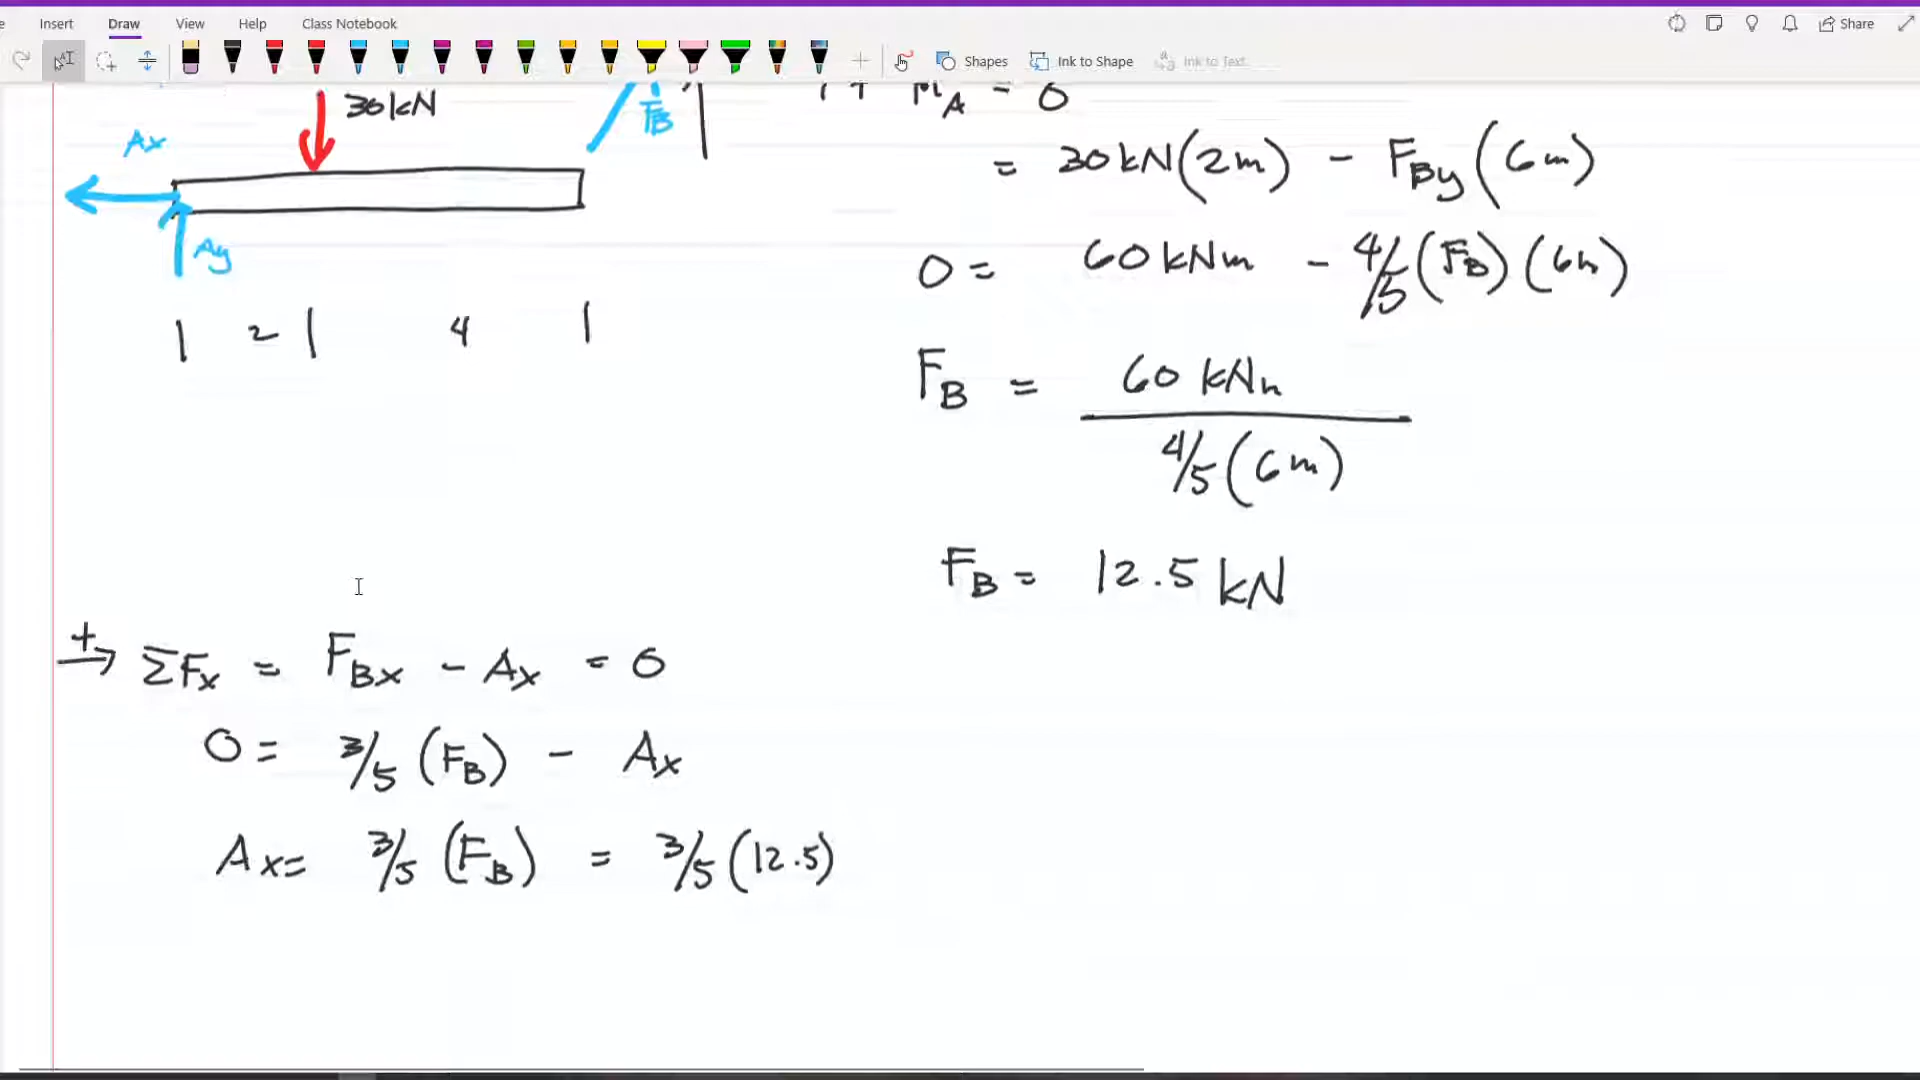 Insert Draw View Help Class Notebook Share
Shapes Ink to Shape Ink to Text
30kN
FB
Ax
Ay
2 4
+ MA = 0
= 30kN(2m) - FBy(6m)
0 = 60kNm - 4/5(FB)(6m)
FB = 60 kNm
4/5(6m)
FB = 12.5 kN
+→ ΣFx = FBx - Ax = 0
0 = 3/5 (FB) - Ax
Ax = 3/5 (FB) = 3/5 (12.5)